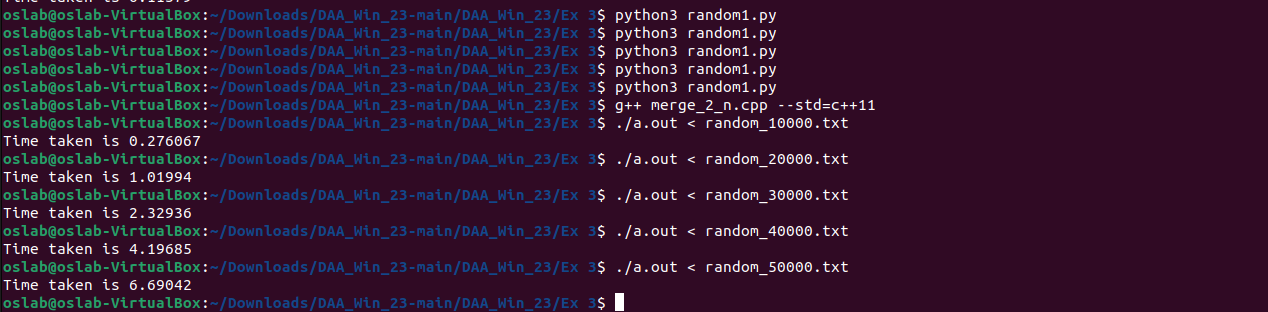 Time taken is 0.11379
oslab@oslab-VirtualBox:~/Downloads/DAA_Win_23-main/DAA_Win_23/Ex 3$ python3 random1.py
oslab@oslab-VirtualBox:~/Downloads/DAA_Win_23-main/DAA_Win_23/Ex 3$ python3 random1.py
oslab@oslab-VirtualBox:~/Downloads/DAA_Win_23-main/DAA_Win_23/Ex 3$ python3 random1.py
oslab@oslab-VirtualBox:~/Downloads/DAA_Win_23-main/DAA_Win_23/Ex 3$ python3 random1.py
oslab@oslab-VirtualBox:~/Downloads/DAA_Win_23-main/DAA_Win_23/Ex 3$ python3 random1.py
oslab@oslab-VirtualBox:~/Downloads/DAA_Win_23-main/DAA_Win_23/Ex 3$ g++ merge_2_n.cpp --std=c++11
oslab@oslab-VirtualBox:~/Downloads/DAA_Win_23-main/DAA_Win_23/Ex 3$ ./a.out < random_10000.txt
Time taken is 0.276067
oslab@oslab-VirtualBox:~/Downloads/DAA_Win_23-main/DAA_Win_23/Ex 3$ ./a.out < random_20000.txt
Time taken is 1.01994
oslab@oslab-VirtualBox:~/Downloads/DAA_Win_23-main/DAA_Win_23/Ex 3$ ./a.out < random_30000.txt
Time taken is 2.32936
oslab@oslab-VirtualBox:~/Downloads/DAA_Win_23-main/DAA_Win_23/Ex 3$ ./a.out < random_40000.txt
Time taken is 4.19685
oslab@oslab-VirtualBox:~/Downloads/DAA_Win_23-main/DAA_Win_23/Ex 3$ ./a.out < random_50000.txt
Time taken is 6.69042
oslab@oslab-VirtualBox:~/Downloads/DAA_Win_23-main/DAA_Win_23/Ex 3$